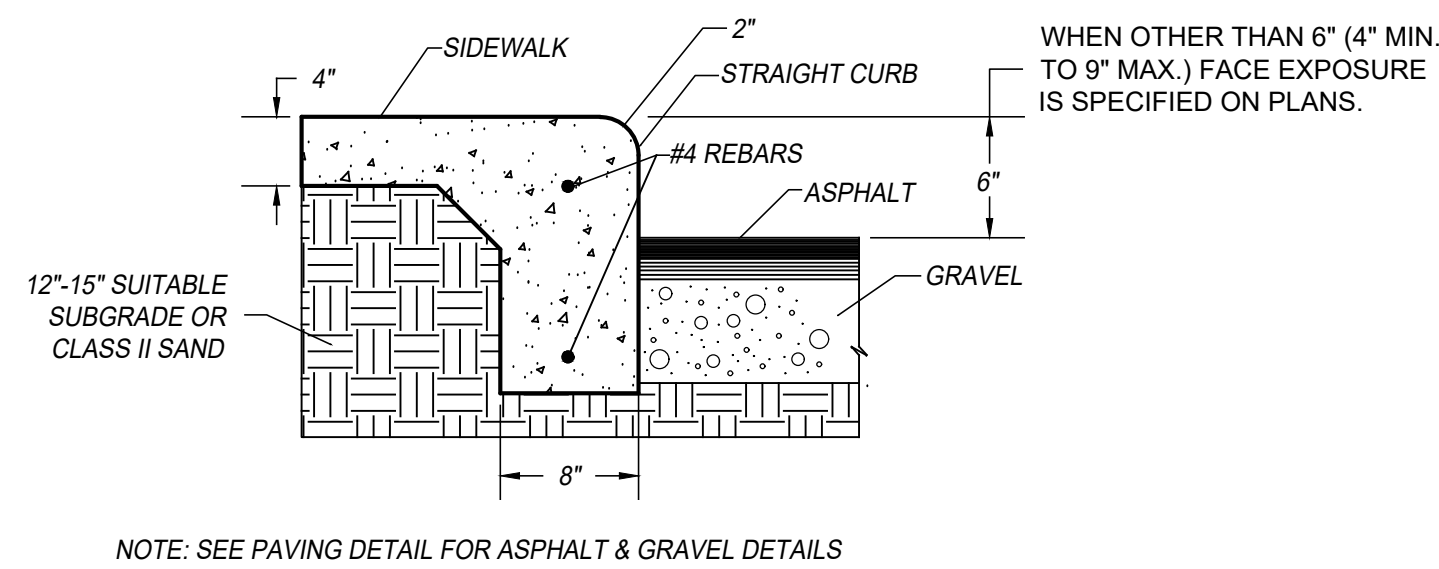 2"
SIDEWALK
4"
STRAIGHT CURB
WHEN OTHER THAN 6" (4" MIN.
TO 9" MAX.) FACE EXPOSURE
IS SPECIFIED ON PLANS.
#4 REBARS
6"
ASPHALT
GRAVEL
12"-15" SUITABLE
SUBGRADE OR
CLASS II SAND
8"
NOTE: SEE PAVING DETAIL FOR ASPHALT & GRAVEL DETAILS